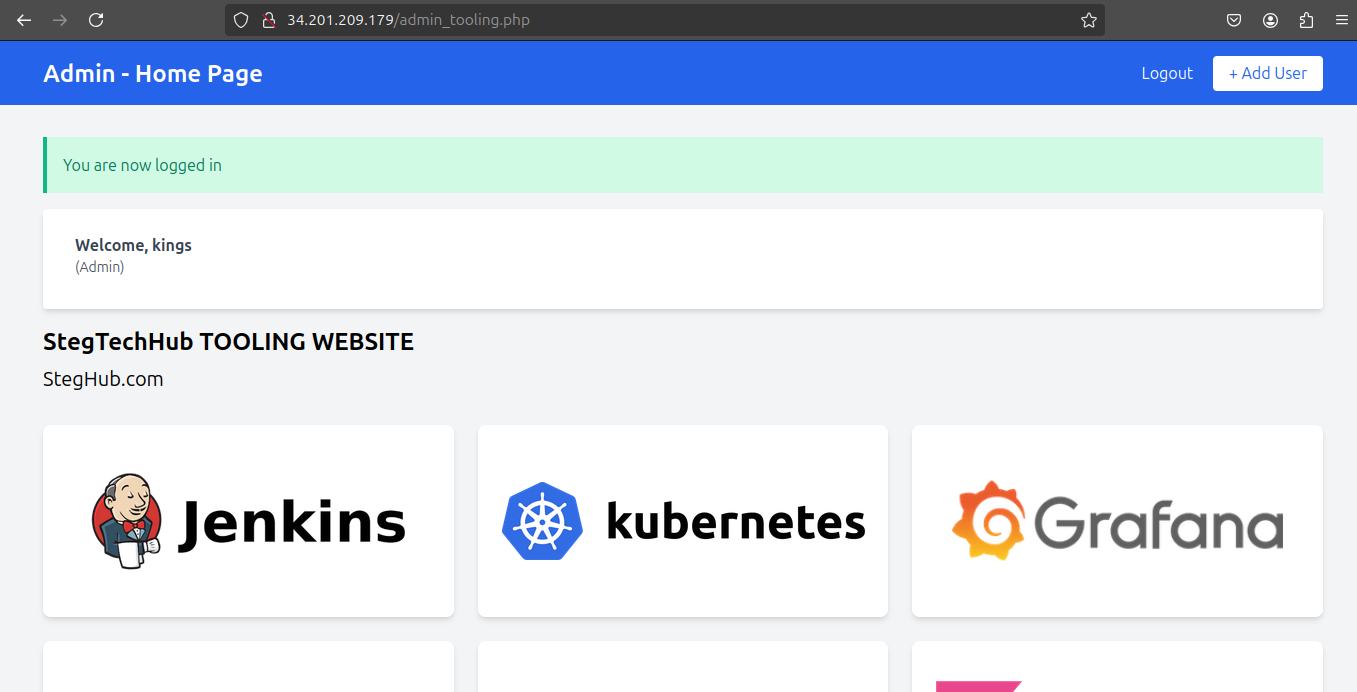 34.201.209.179/admin_tooling.php
Admin - Home Page
Logout
+ Add User
You are now logged in
Welcome, kings
(Admin)
StegTechHub TOOLING WEBSITE
StegHub.com
Jenkins
kubernetes
Grafana